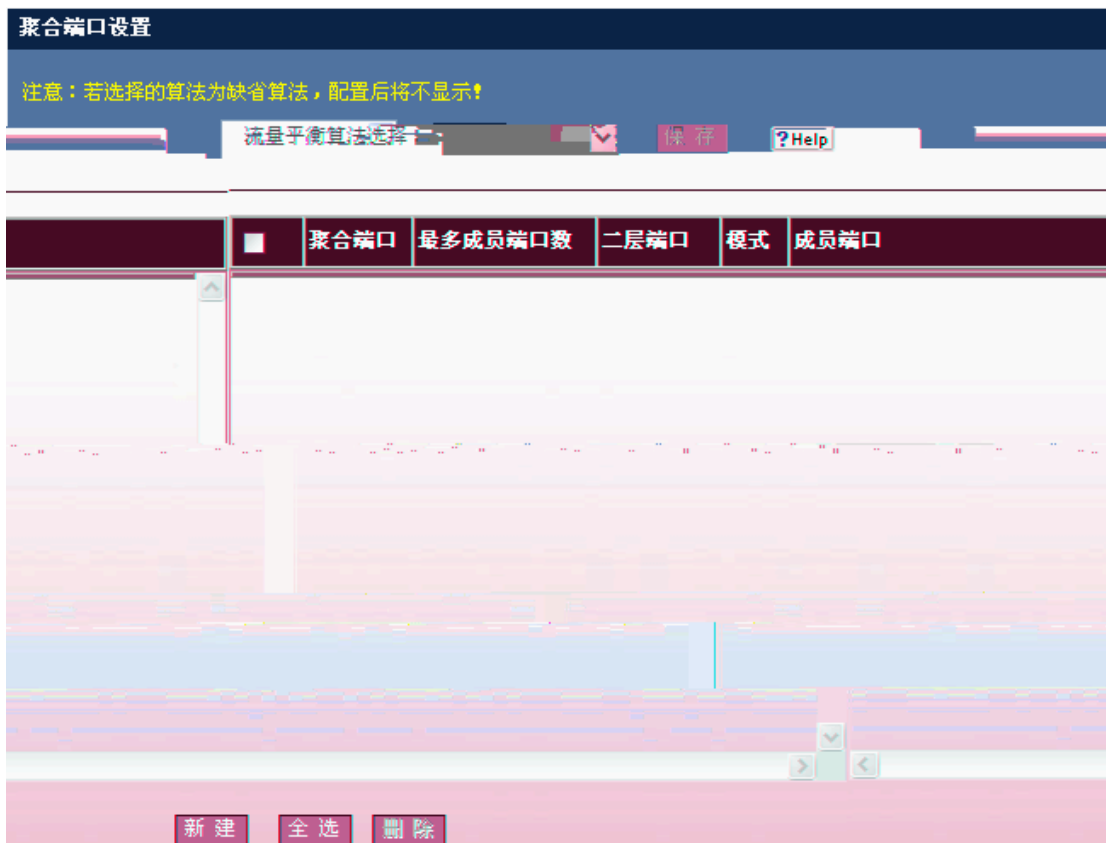 聚合端口设置
注意：若选择的算法为缺省算法，配置后将不显示！
流量平衡算法选择 保 存 ?Help
聚合端口 最多成员端口数 二层端口 模式 成员端口
新 建 全 选 删 除